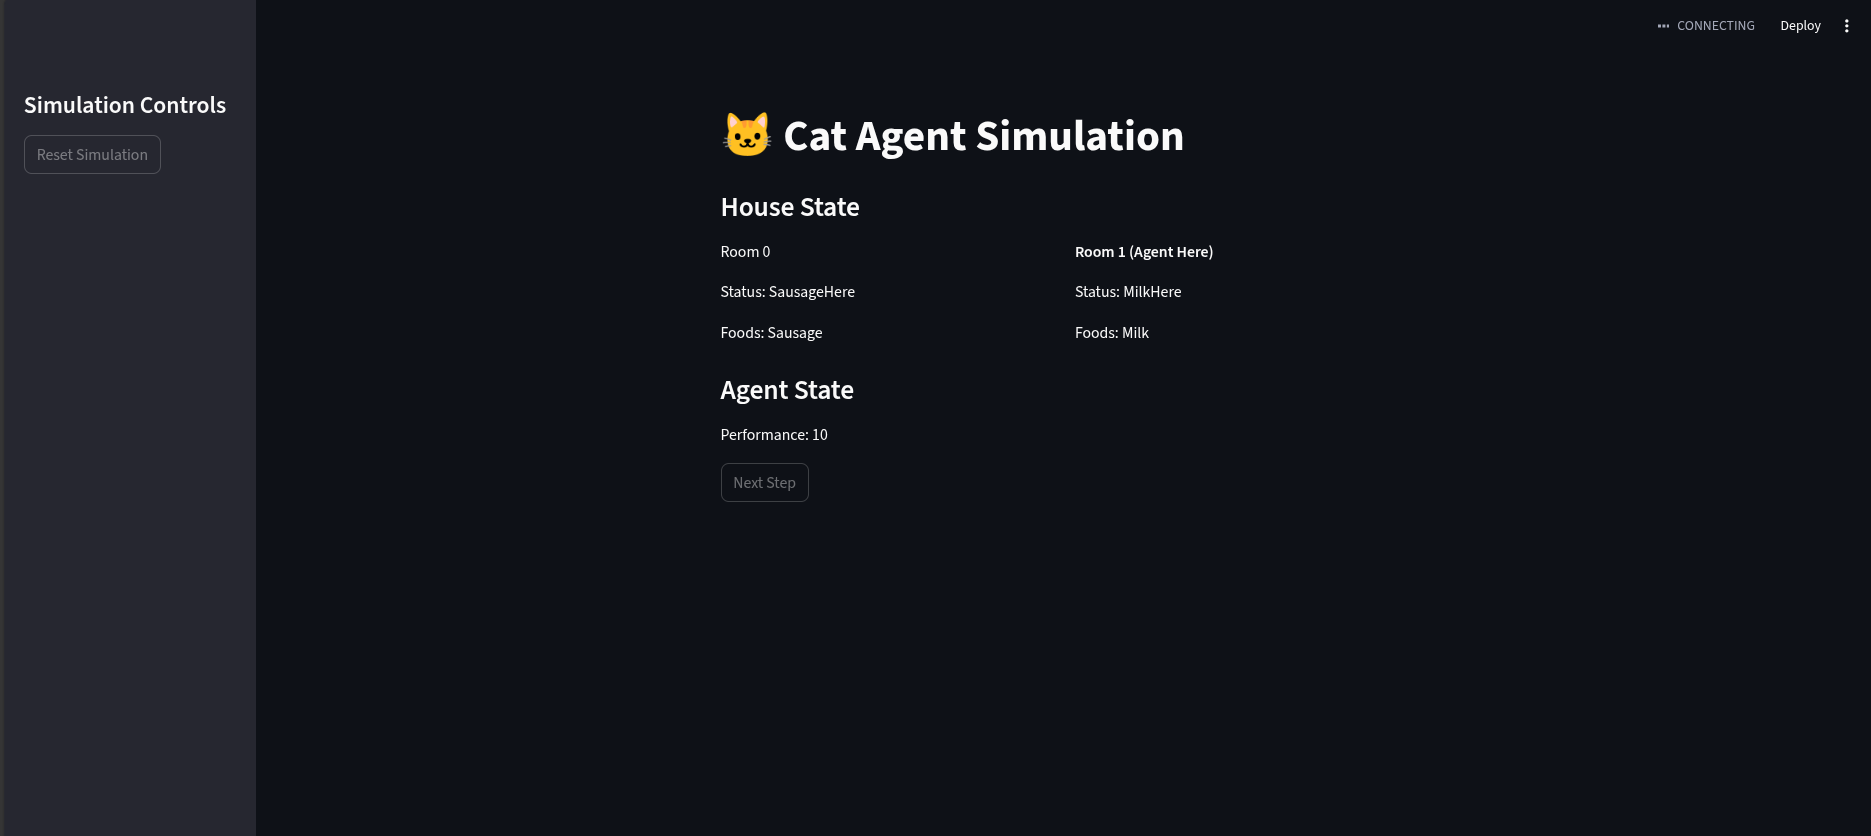 CONNECTING
Deploy
Simulation Controls
Reset Simulation
Cat Agent Simulation
House State
Room 0
Status: SausageHere
Foods: Sausage
Room 1 (Agent Here)
Status: MilkHere
Foods: Milk
Agent State
Performance: 10
Next Step